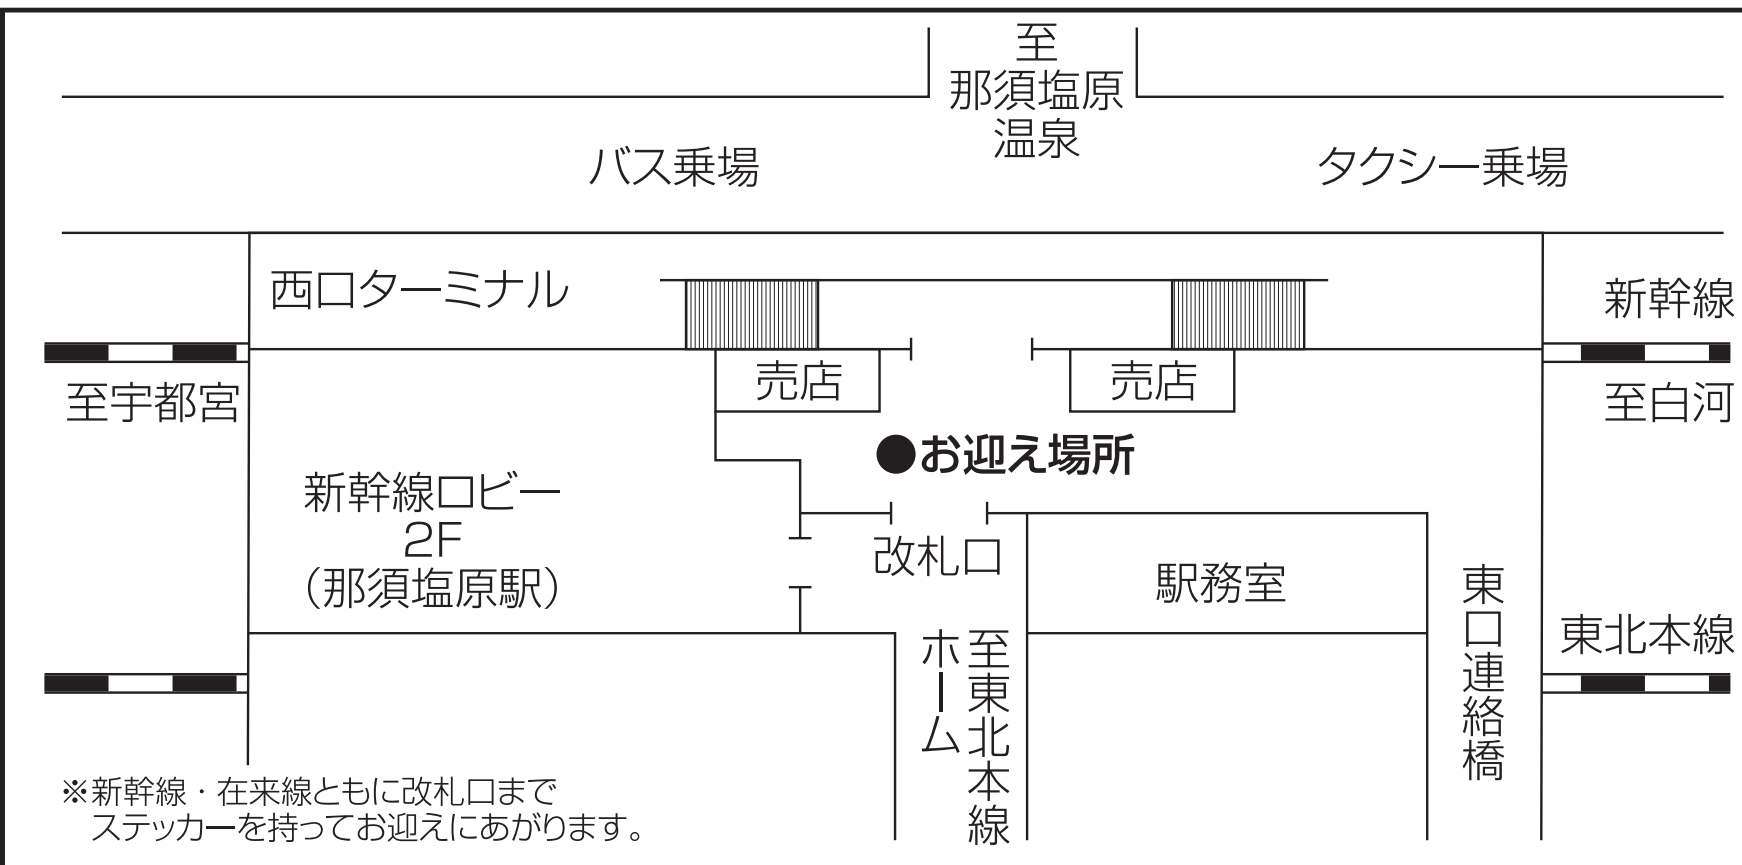 至
那須塩原
温泉
バス乗場
タクシー乗場
西口ターミナル
新幹線
売店
売店
至宇都宮
至白河
●お迎え場所
新幹線ロビー
2F
（那須塩原駅）
改札口
駅務室
東口連絡橋
東北本線
至東北本線
ホーム
※新幹線・在来線ともに改札口まで
ステッカーを持ってお迎えにあがります。